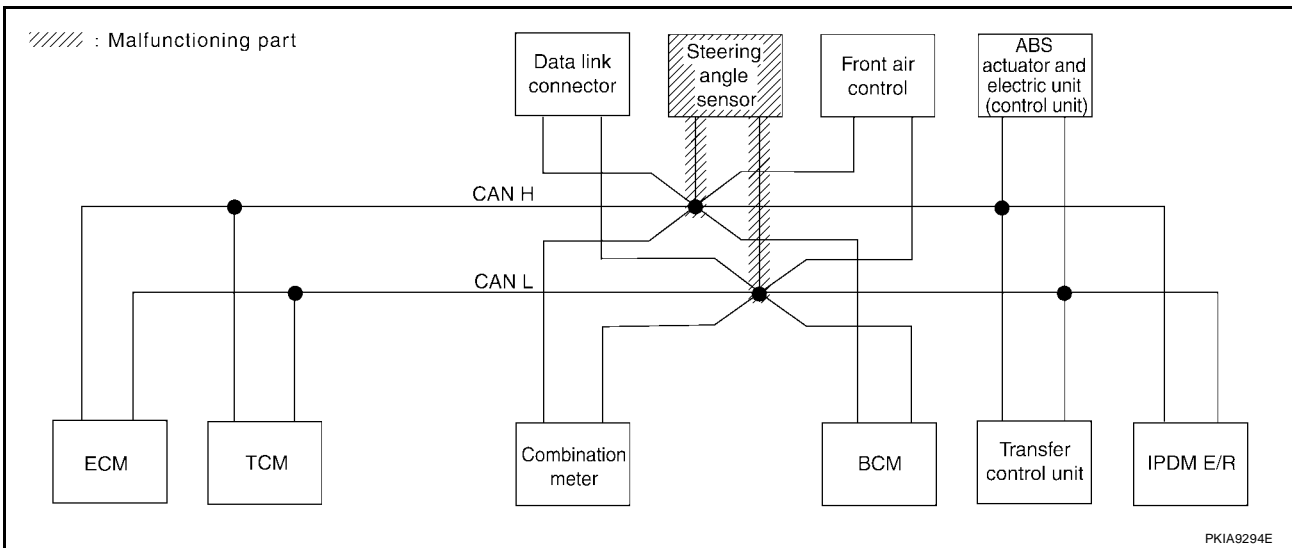 : Malfunctioning part
Data link
connector
Steering
angle
sensor
Front air
control
ABS
actuator and
electric unit
(control unit)
CAN H
CAN L
ECM
TCM
Combination
meter
BCM
Transfer
control unit
IPDM E/R
PKIA9294E